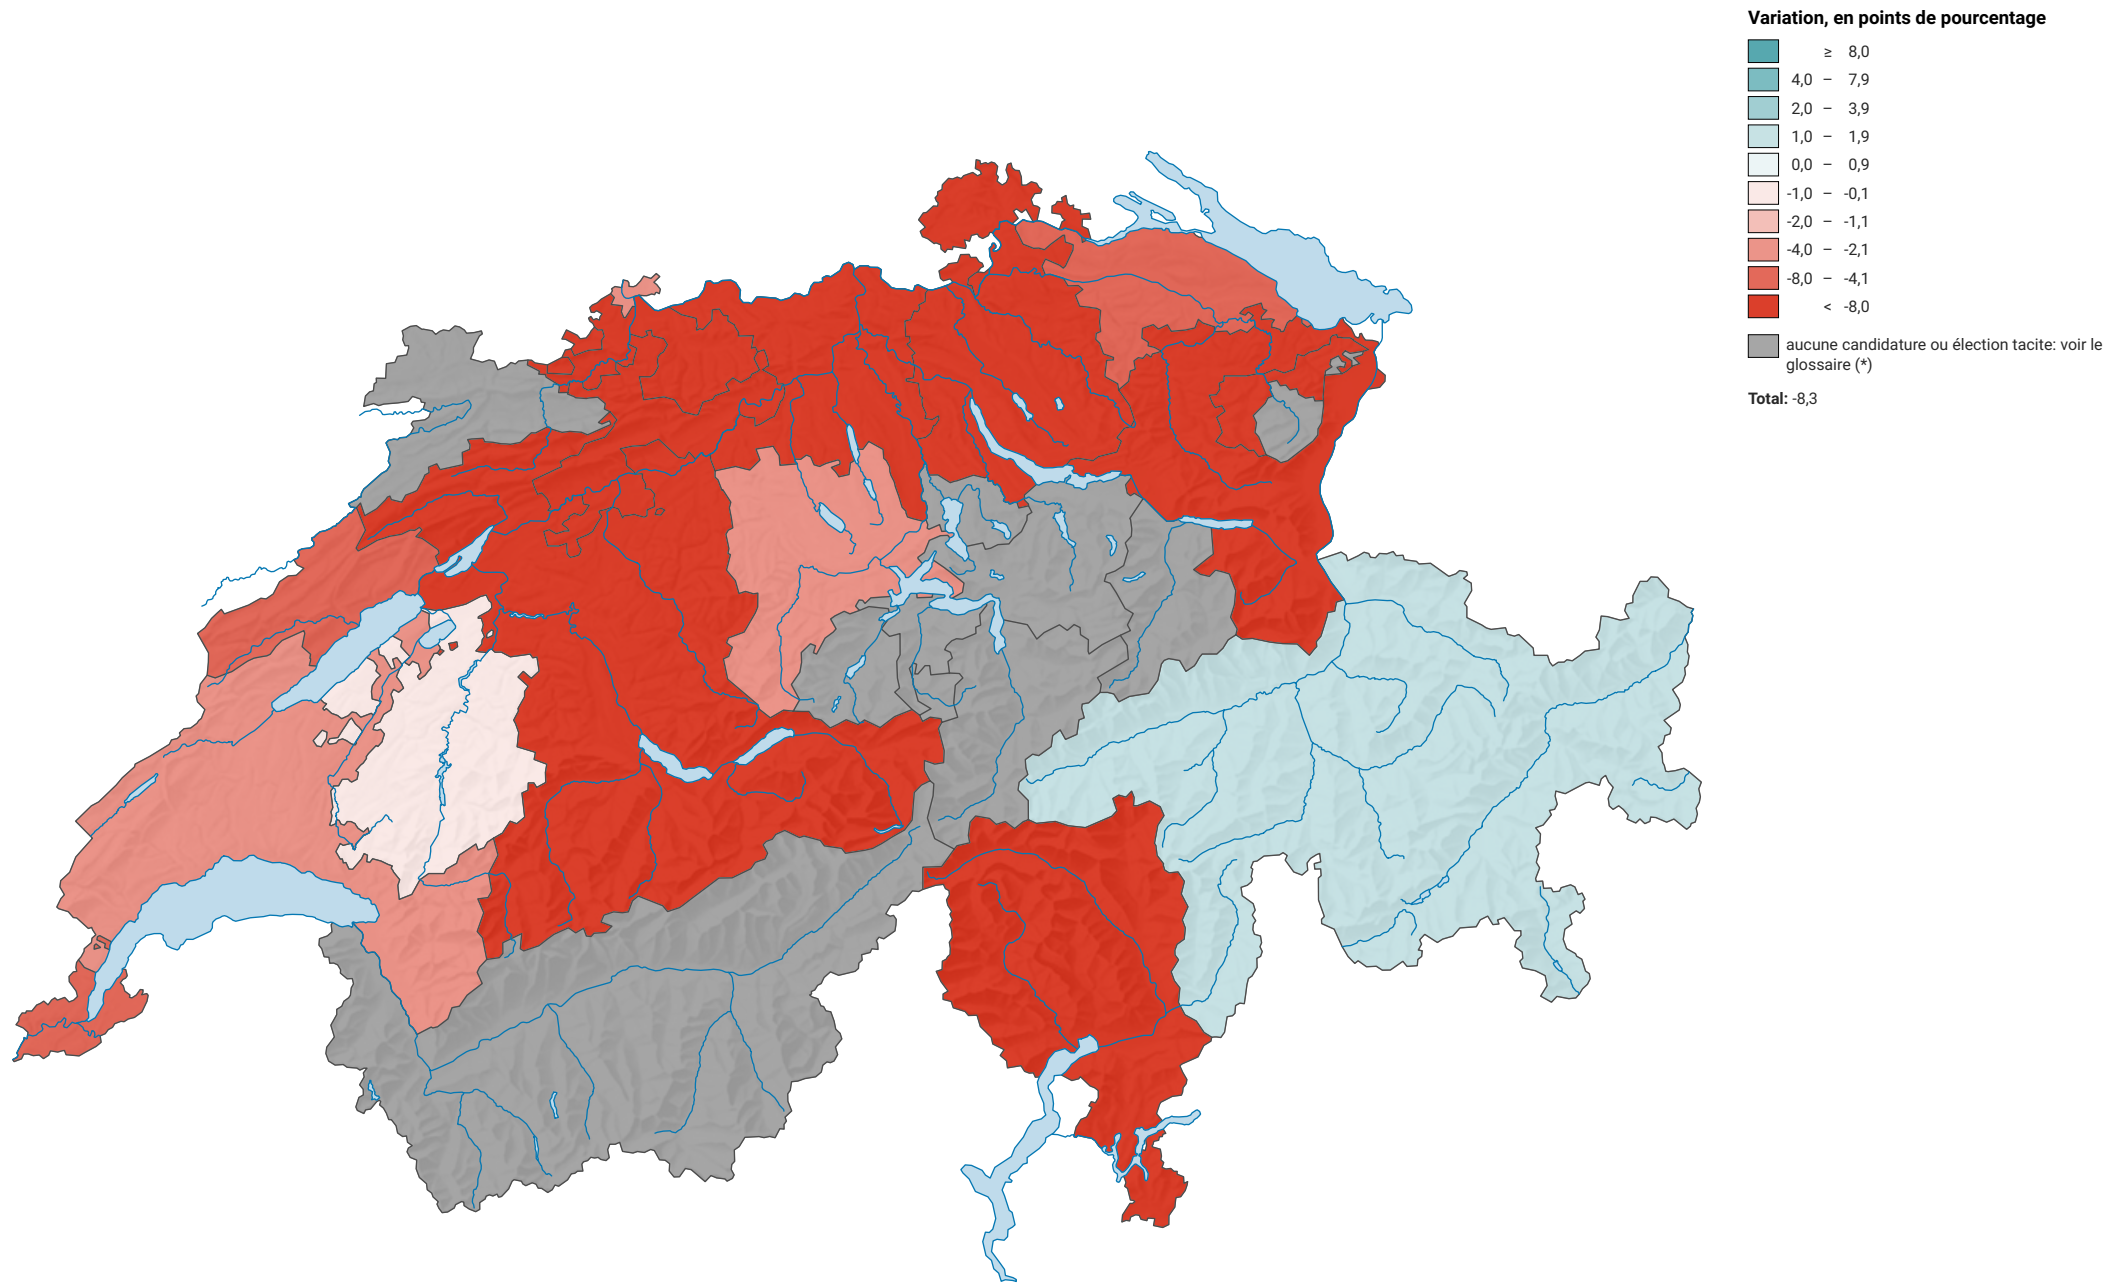 Variation, en points de pourcentage
≥ 8,0
4,0 – 7,9
2,0 – 3,9
1,0 – 1,9
0,0 – 0,9
-1,0 – -0,1
-2,0 – -1,1
-4,0 – -2,1
-8,0 – -4,1
< -8,0
aucune candidature ou élection tacite: voir le
glossaire (*)
Total: -8,3